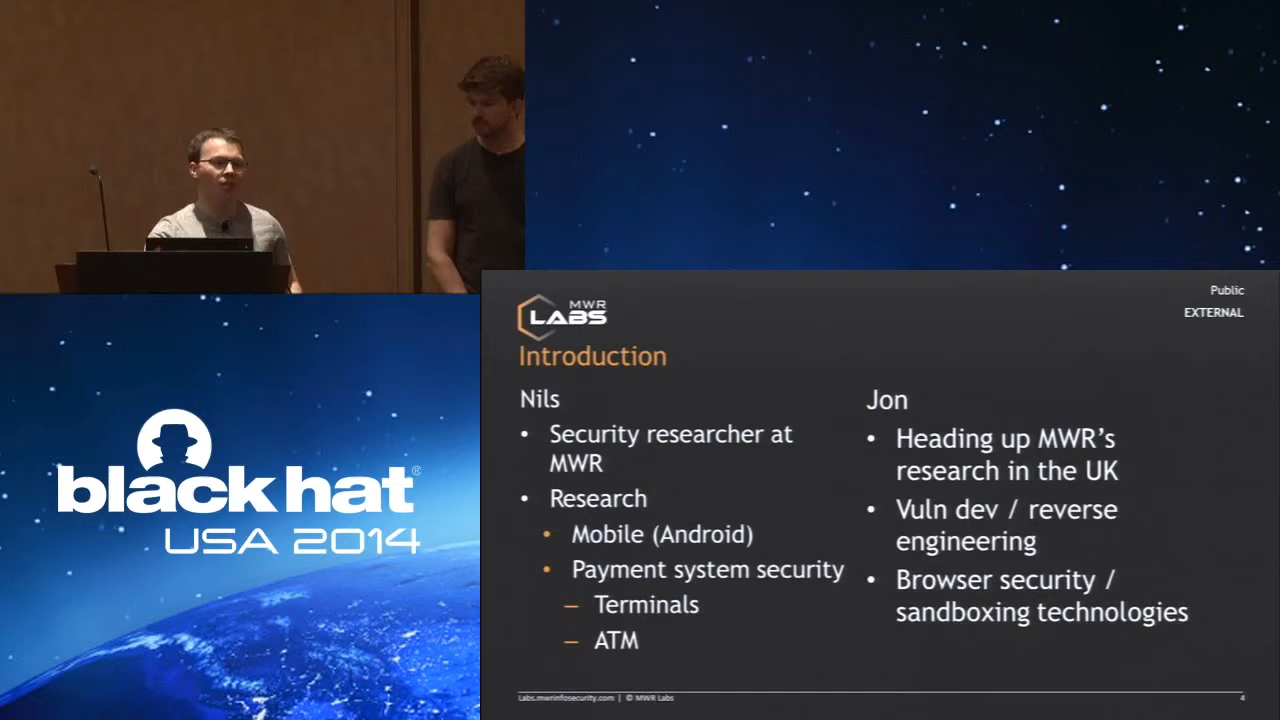 MWR
LABS
Public
EXTERNAL
Introduction
Nils
• Security researcher at
MWR
• Research
• Mobile (Android)
• Payment system security
– Terminals
– ATM
Jon
• Heading up MWR's
research in the UK
• Vuln dev / reverse
engineering
• Browser security /
sandboxing technologies
Labs.mwrinfosecurity.com | © MWR Labs
4
black hat®
USA 2014